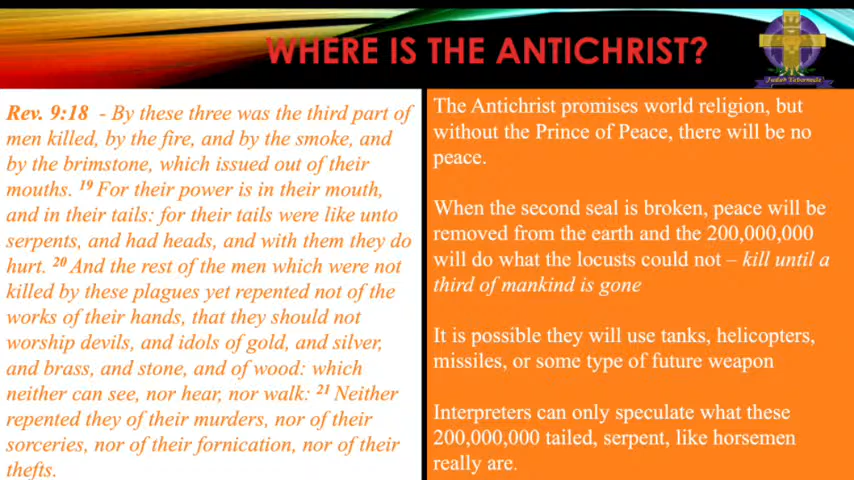 WHERE IS THE ANTICHRIST?
Rev. 9:18 - By these three was the third part of
men killed, by the fire, and by the smoke, and
by the brimstone, which issued out of their
mouths. 19 For their power is in their mouth,
and in their tails: for their tails were like unto
serpents, and had heads, and with them they do
hurt. 20 And the rest of the men which were not
killed by these plagues yet repented not of the
works of their hands, that they should not
worship devils, and idols of gold, and silver,
and brass, and stone, and of wood: which
neither can see, nor hear, nor walk: 21 Neither
repented they of their murders, nor of their
sorceries, nor of their fornication, nor of their
thefts.
The Antichrist promises world religion, but
without the Prince of Peace, there will be no
peace.
When the second seal is broken, peace will be
removed from the earth and the 200,000,000
will do what the locusts could not – kill until a
third of mankind is gone
It is possible they will use tanks, helicopters,
missiles, or some type of future weapon
Interpreters can only speculate what these
200,000,000 tailed, serpent, like horsemen
really are.